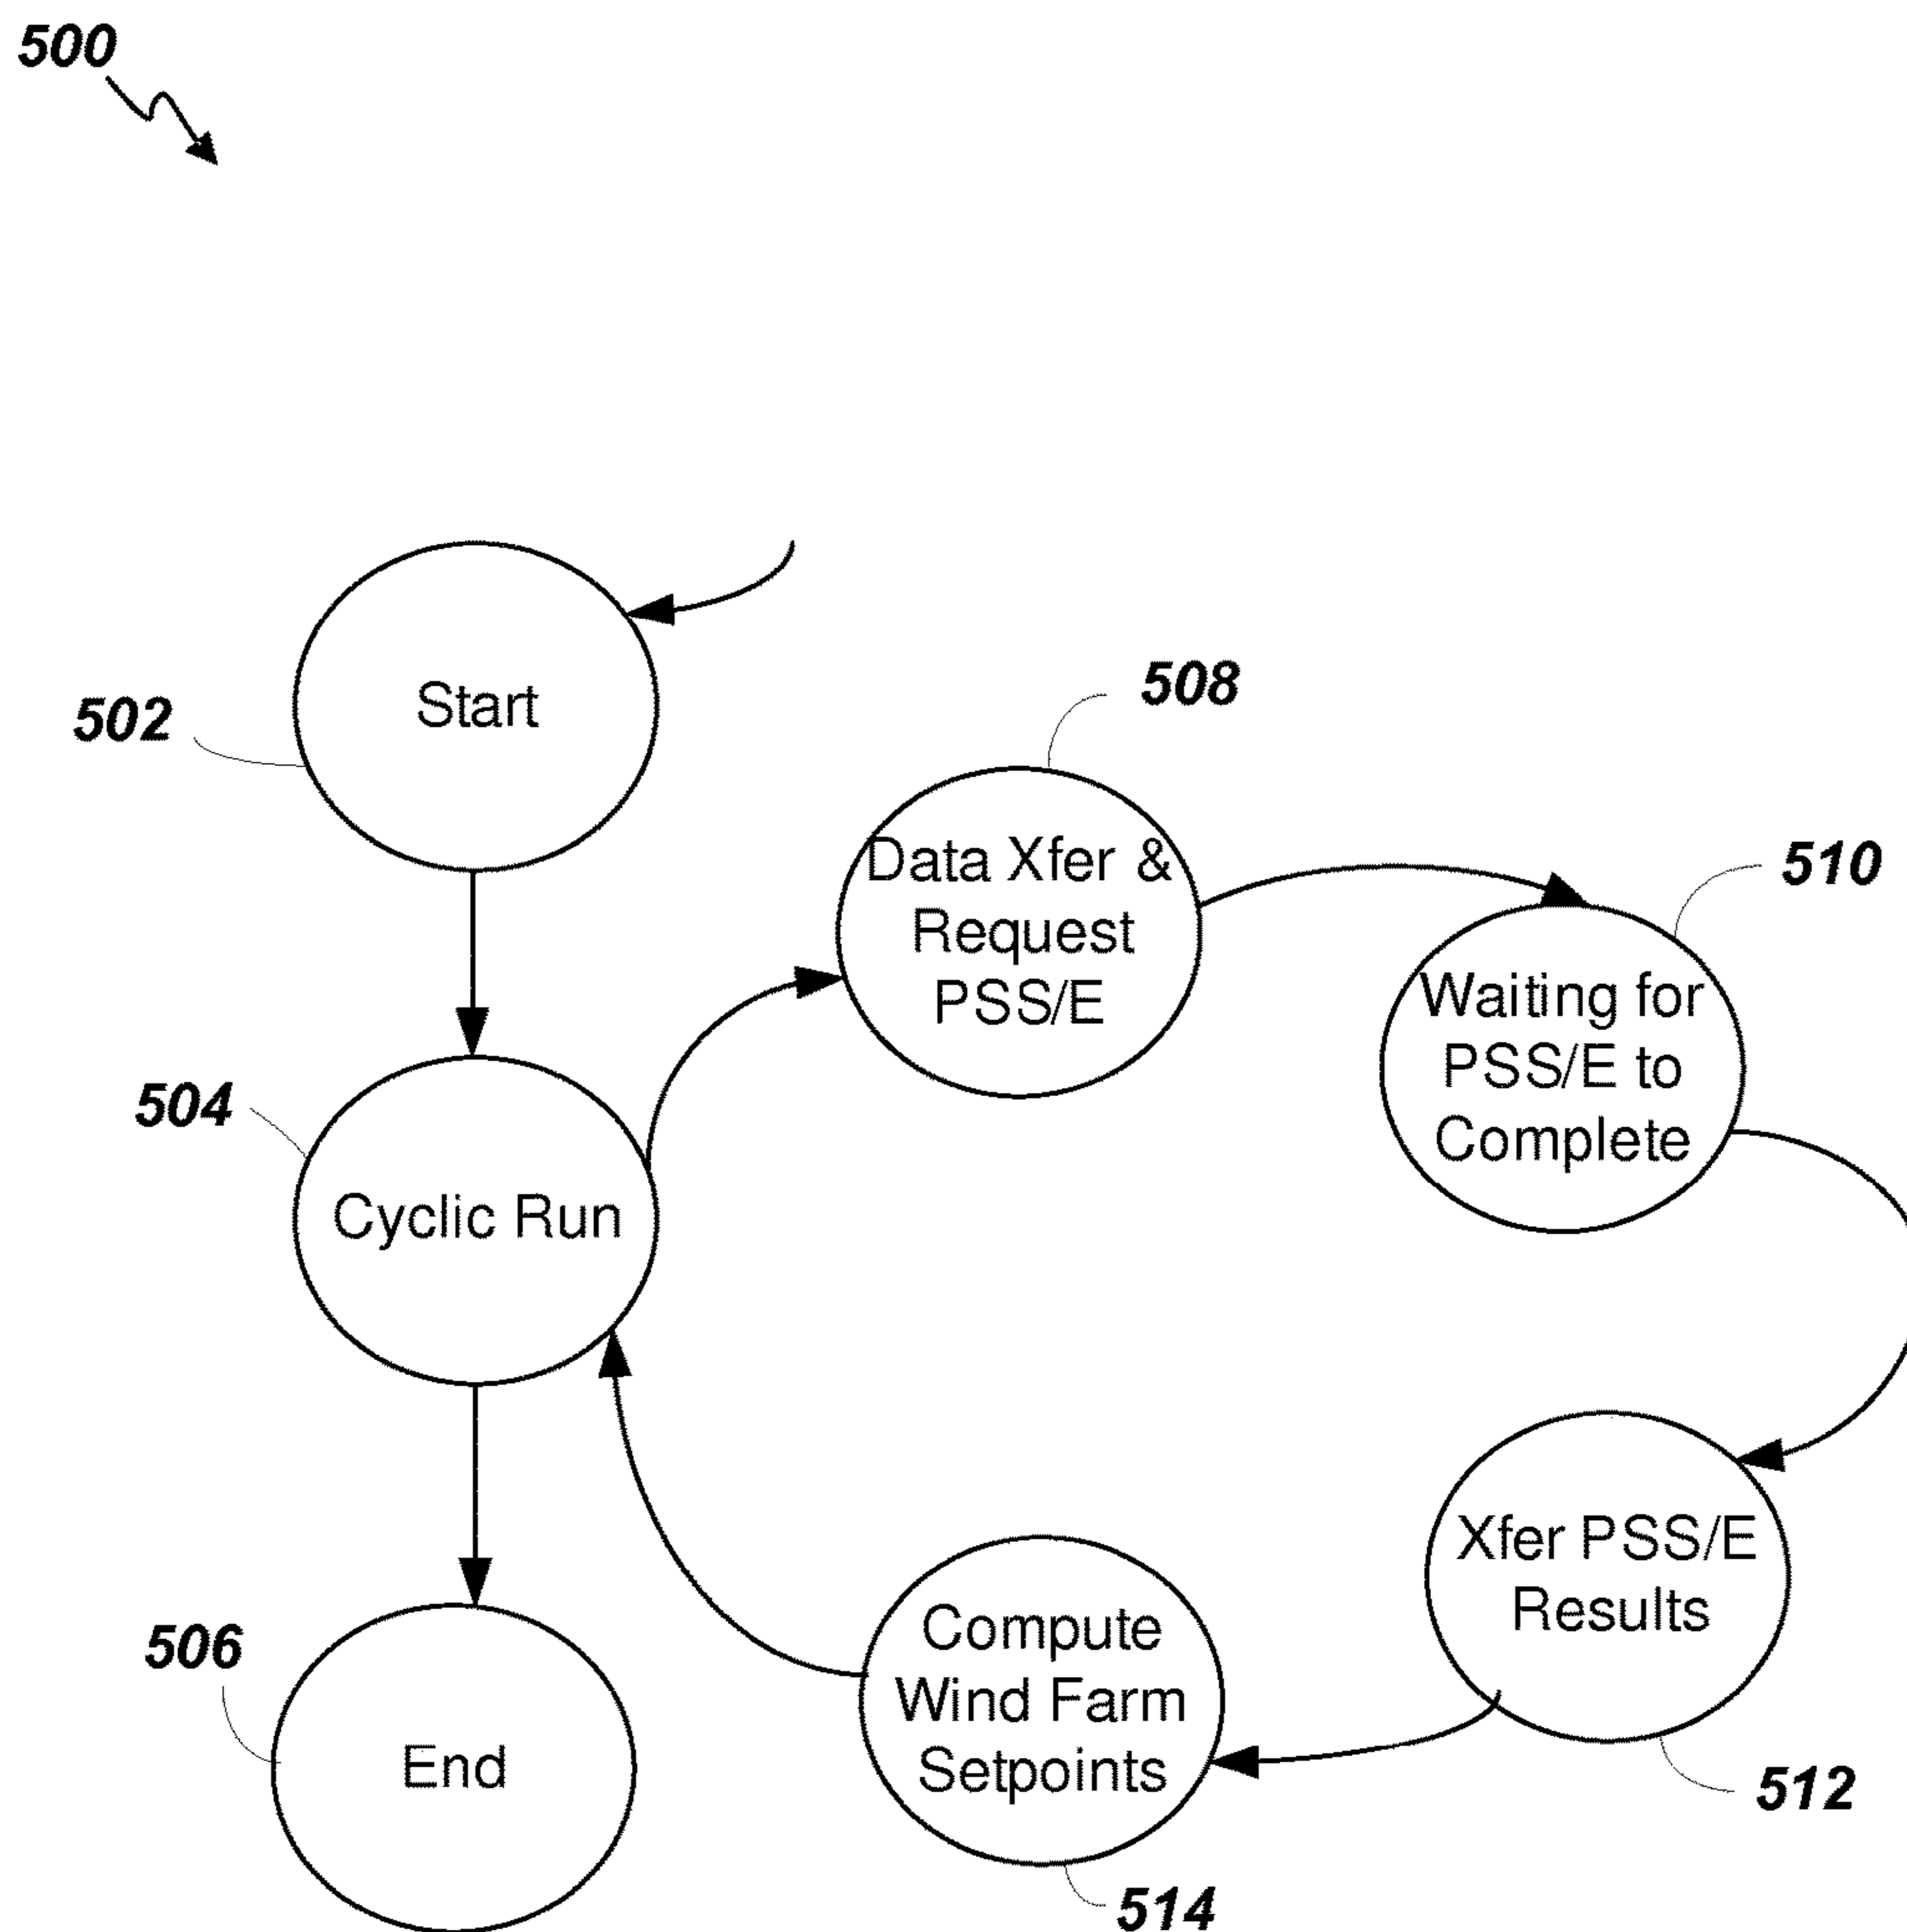 500
Start
502
508
Data Xfer &
Request
PSS/E
510
Waiting for
PSS/E to
Complete
504
Cyclic Run
Xfer PSS/E
Results
512
Compute
Wind Farm
Setpoints
514
506
End